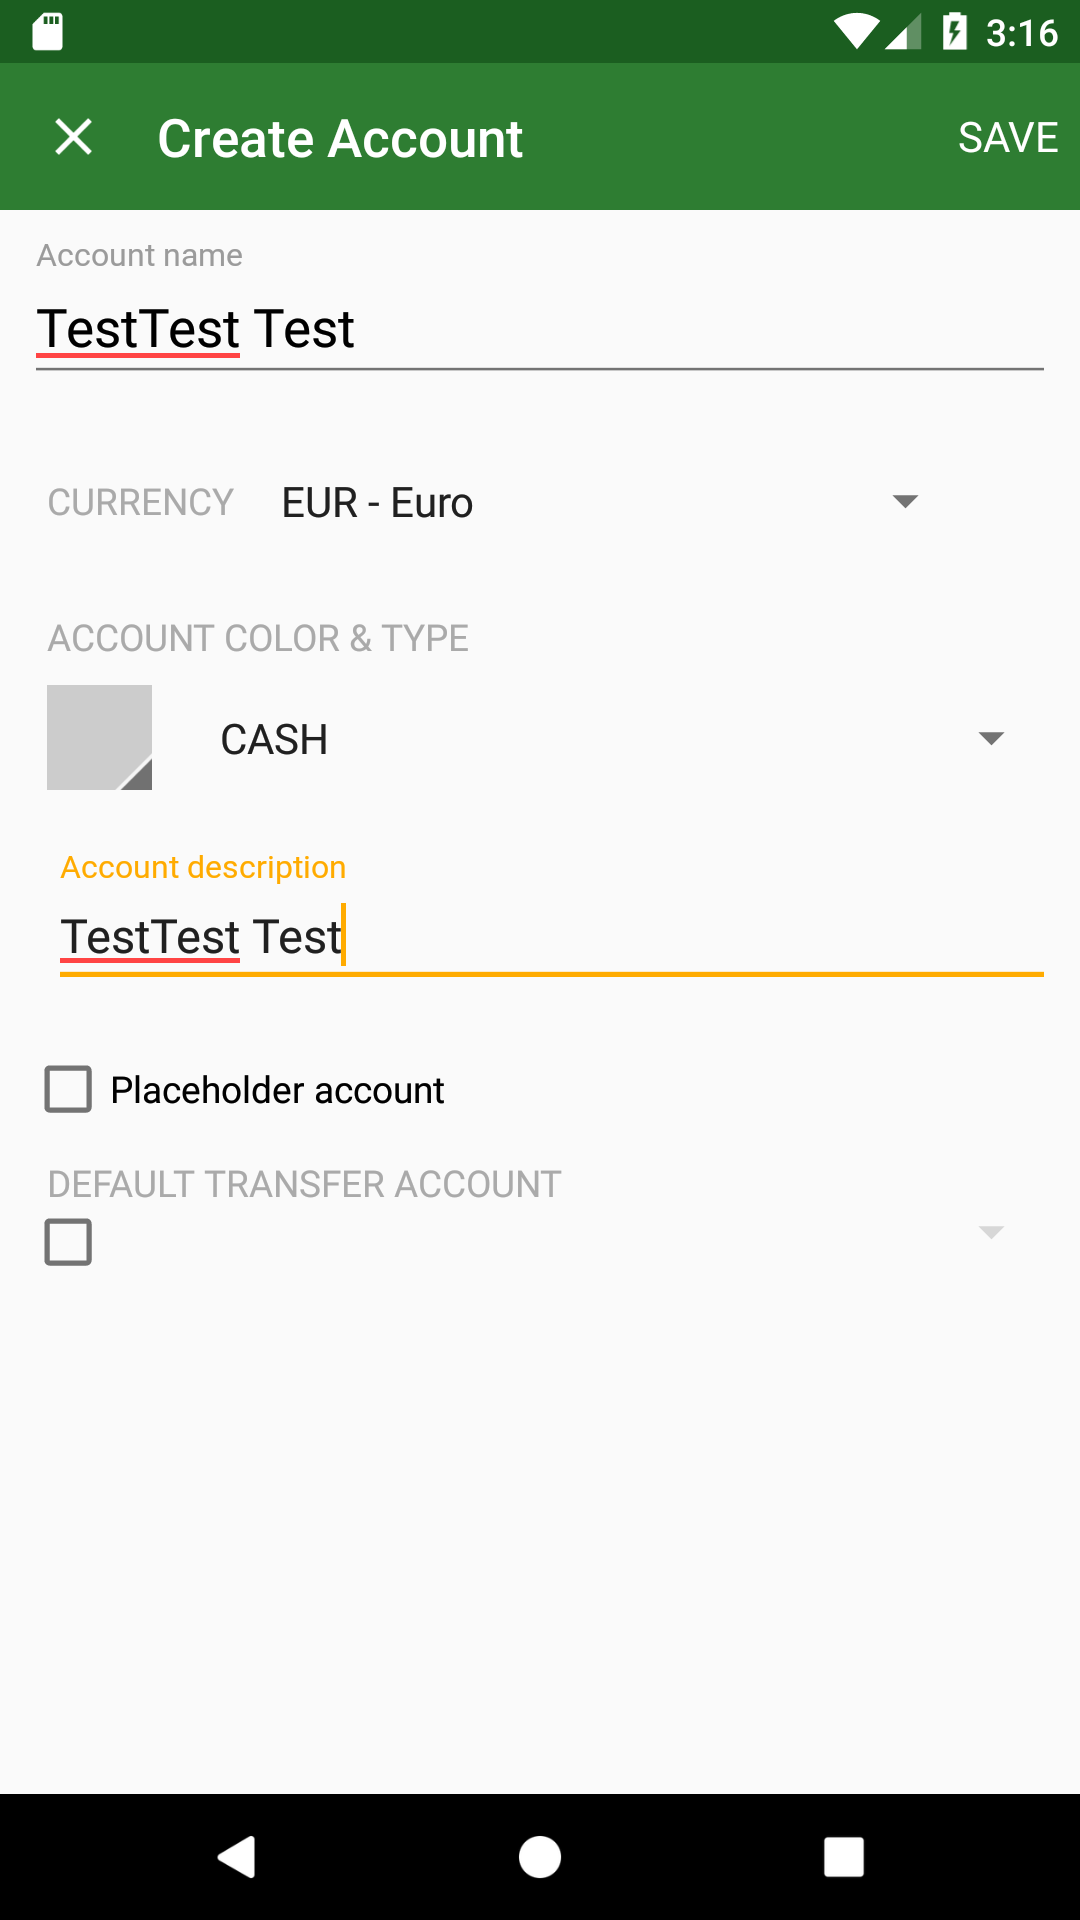 3:16
Create Account
SAVE
Account name
TestTest Test
CURRENCY EUR - Euro
ACCOUNT COLOR & TYPE
CASH
Account description
TestTest Test
Placeholder account
DEFAULT TRANSFER ACCOUNT